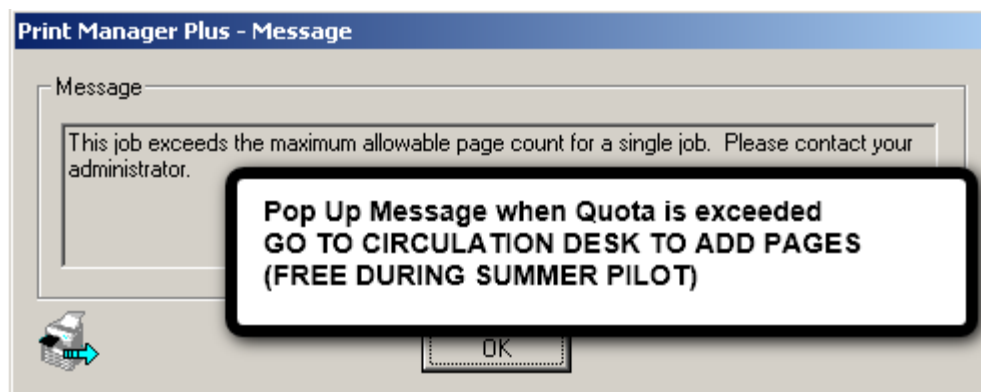 Print Manager Plus - Message
Message
This job exceeds the maximum allowable page count for a single job.  Please contact your
administrator.
Pop Up Message when Quota is exceeded
GO TO CIRCULATION DESK TO ADD PAGES
(FREE DURING SUMMER PILOT)
OK